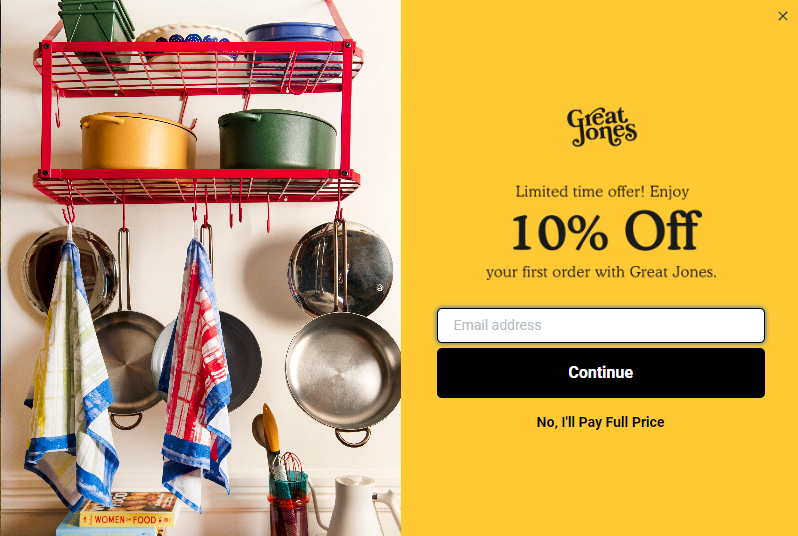 Great
Jones
Limited time offer! Enjoy
10% Off
your first order with Great Jones.
Email address
Continue
No, I'll Pay Full Price
WOMEN on FOOD